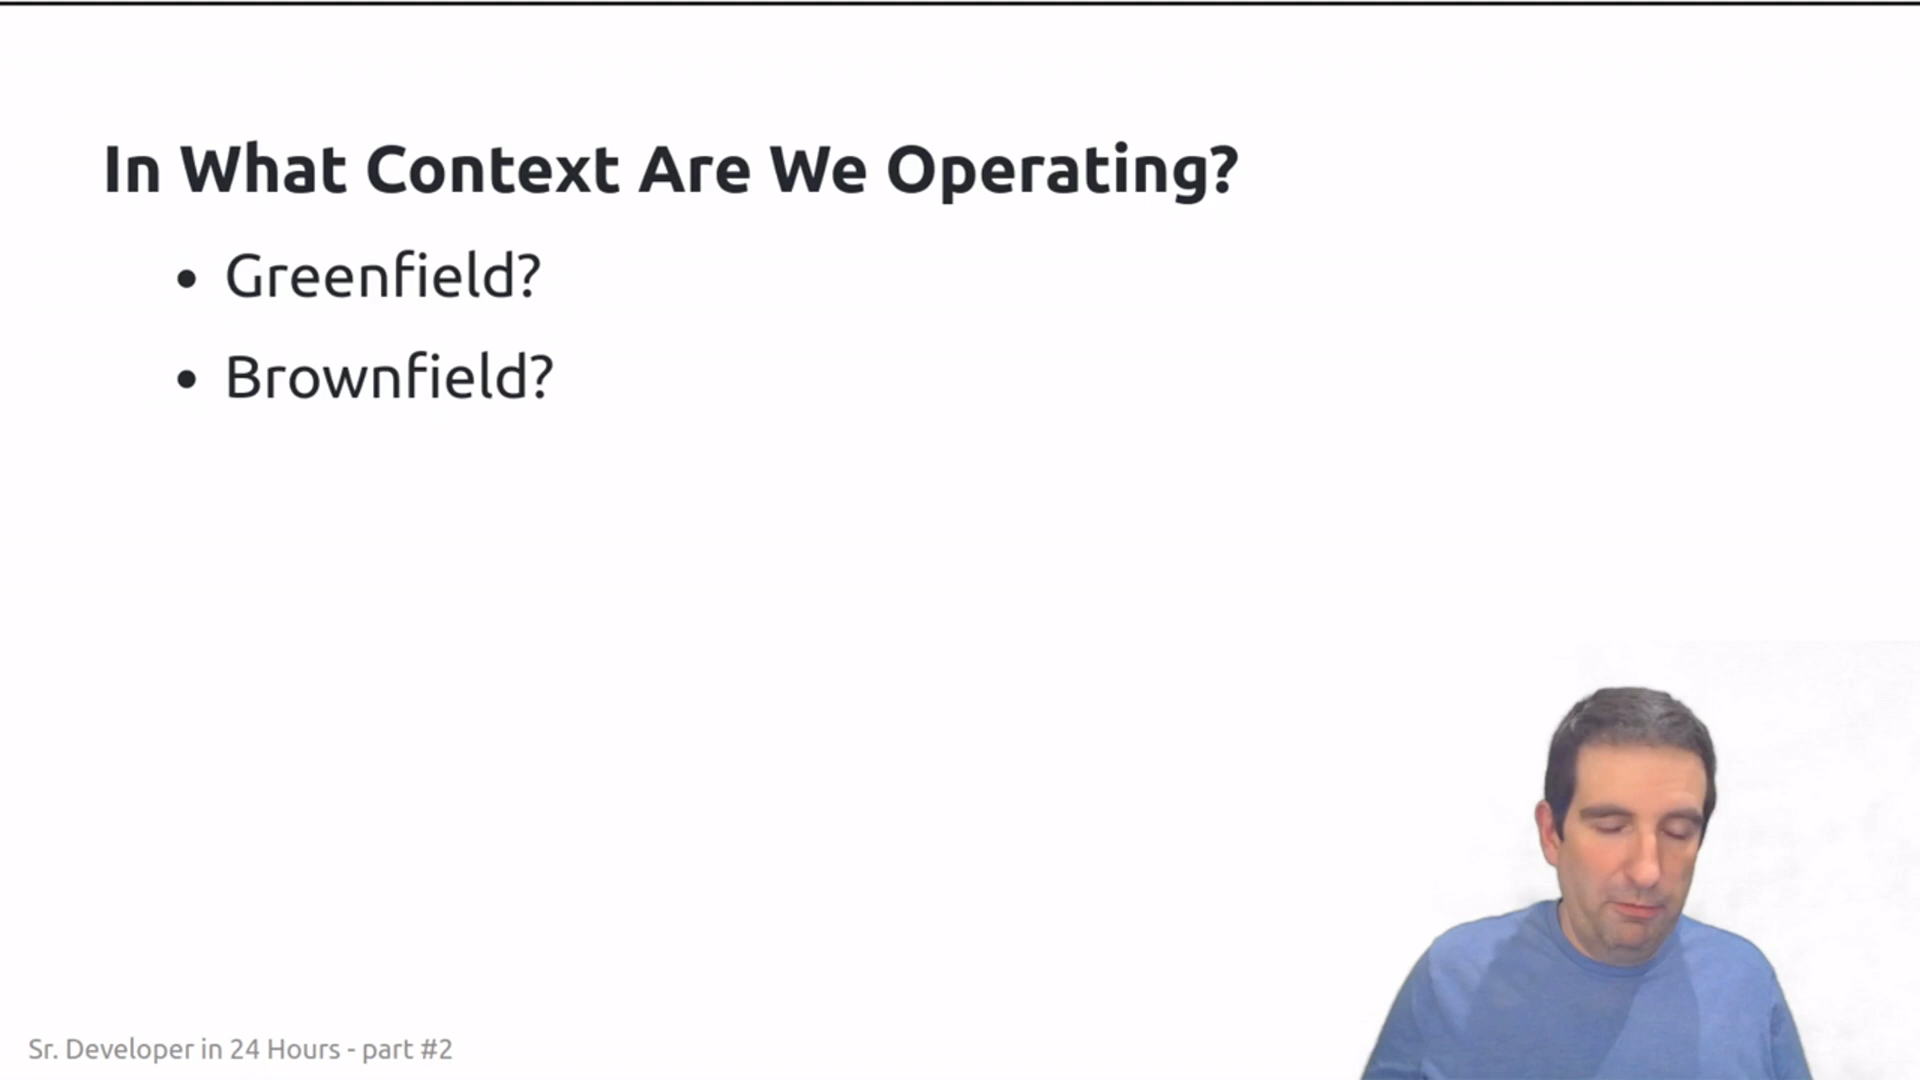 In What Context Are We Operating?
• Greenfield?
• Brownfield?
Sr. Developer in 24 Hours - part #2